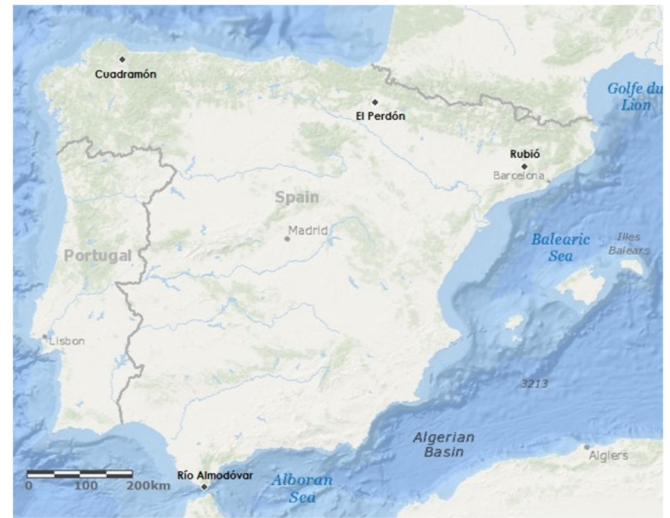 Cuadramón
El Perdón
Golfe du
Lion
Rubió
Barcelona
Spain
Madrid
Portugal
Balearic
Sea
Illes
Balears
Lisbon
3213
Algerian
Basin
Algiers
Río Almodóvar
Alboran
Sea
0 100 200km